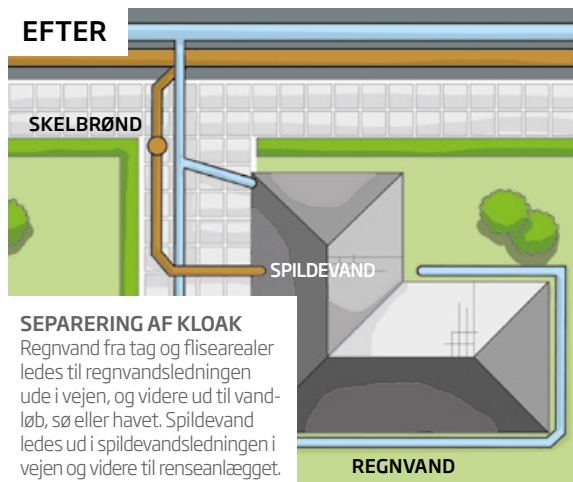 EFTER
SKELBRØND
SPILDEVAND
SEPARERING AF KLOAK
Regnvand fra tag og flisearealer
ledes til regnvandsledningen
ude i vejen, og videre ud til vand-
løb, sø eller havet. Spildevand
ledes ud i spildevandsledningen i
vejen og videre til renseanlægget.
REGNVAND